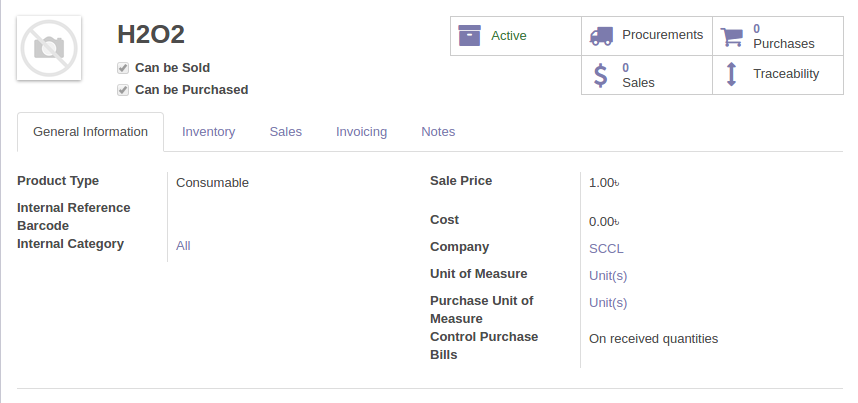 H2O2
Can be Sold
Can be Purchased
Active
Procurements
0
Purchases
0
Sales
Traceability
General Information
Inventory
Sales
Invoicing
Notes
Product Type
Consumable
Internal Reference
Barcode
Internal Category
All
Sale Price
1.00৳
Cost
0.00৳
Company
SCCL
Unit of Measure
Unit(s)
Purchase Unit of
Measure
Unit(s)
Control Purchase
Bills
On received quantities